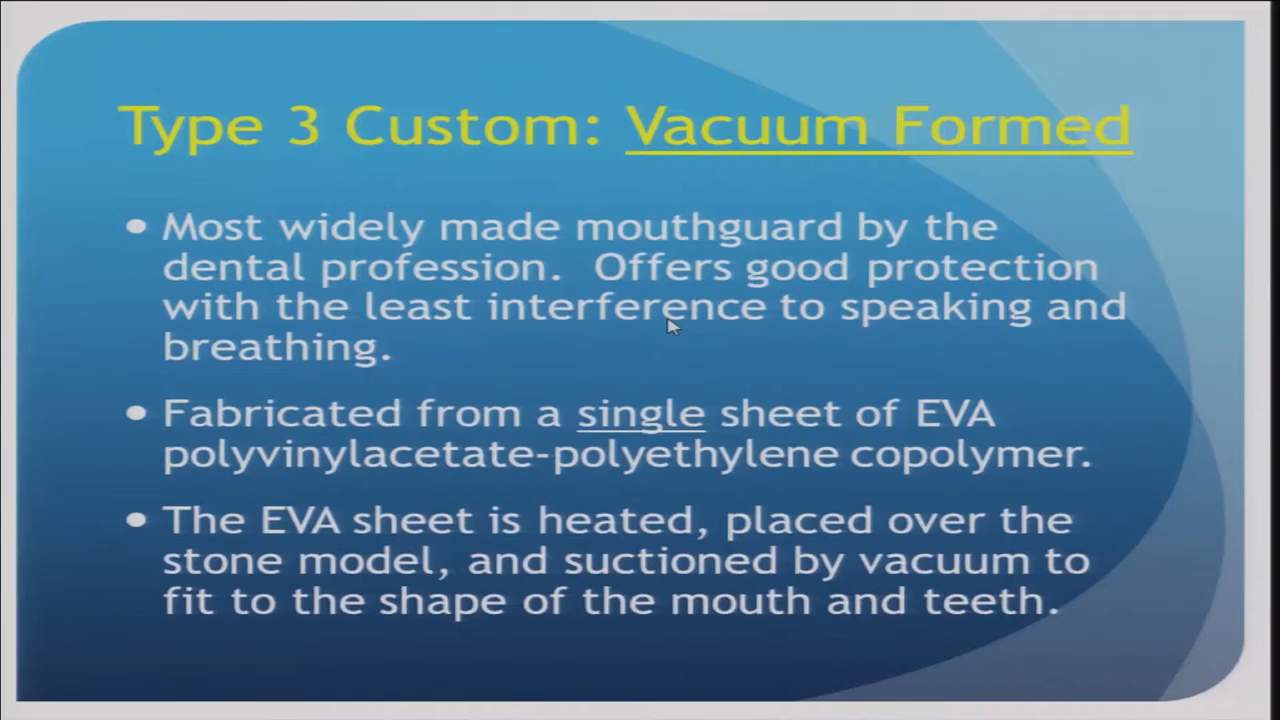 Type 3 Custom: Vacuum Formed
• Most widely made mouthguard by the
dental profession. Offers good protection
with the least interference to speaking and
breathing.
• Fabricated from a single sheet of EVA
polyvinylacetate-polyethylene copolymer.
• The EVA sheet is heated, placed over the
stone model, and suctioned by vacuum to
fit to the shape of the mouth and teeth.